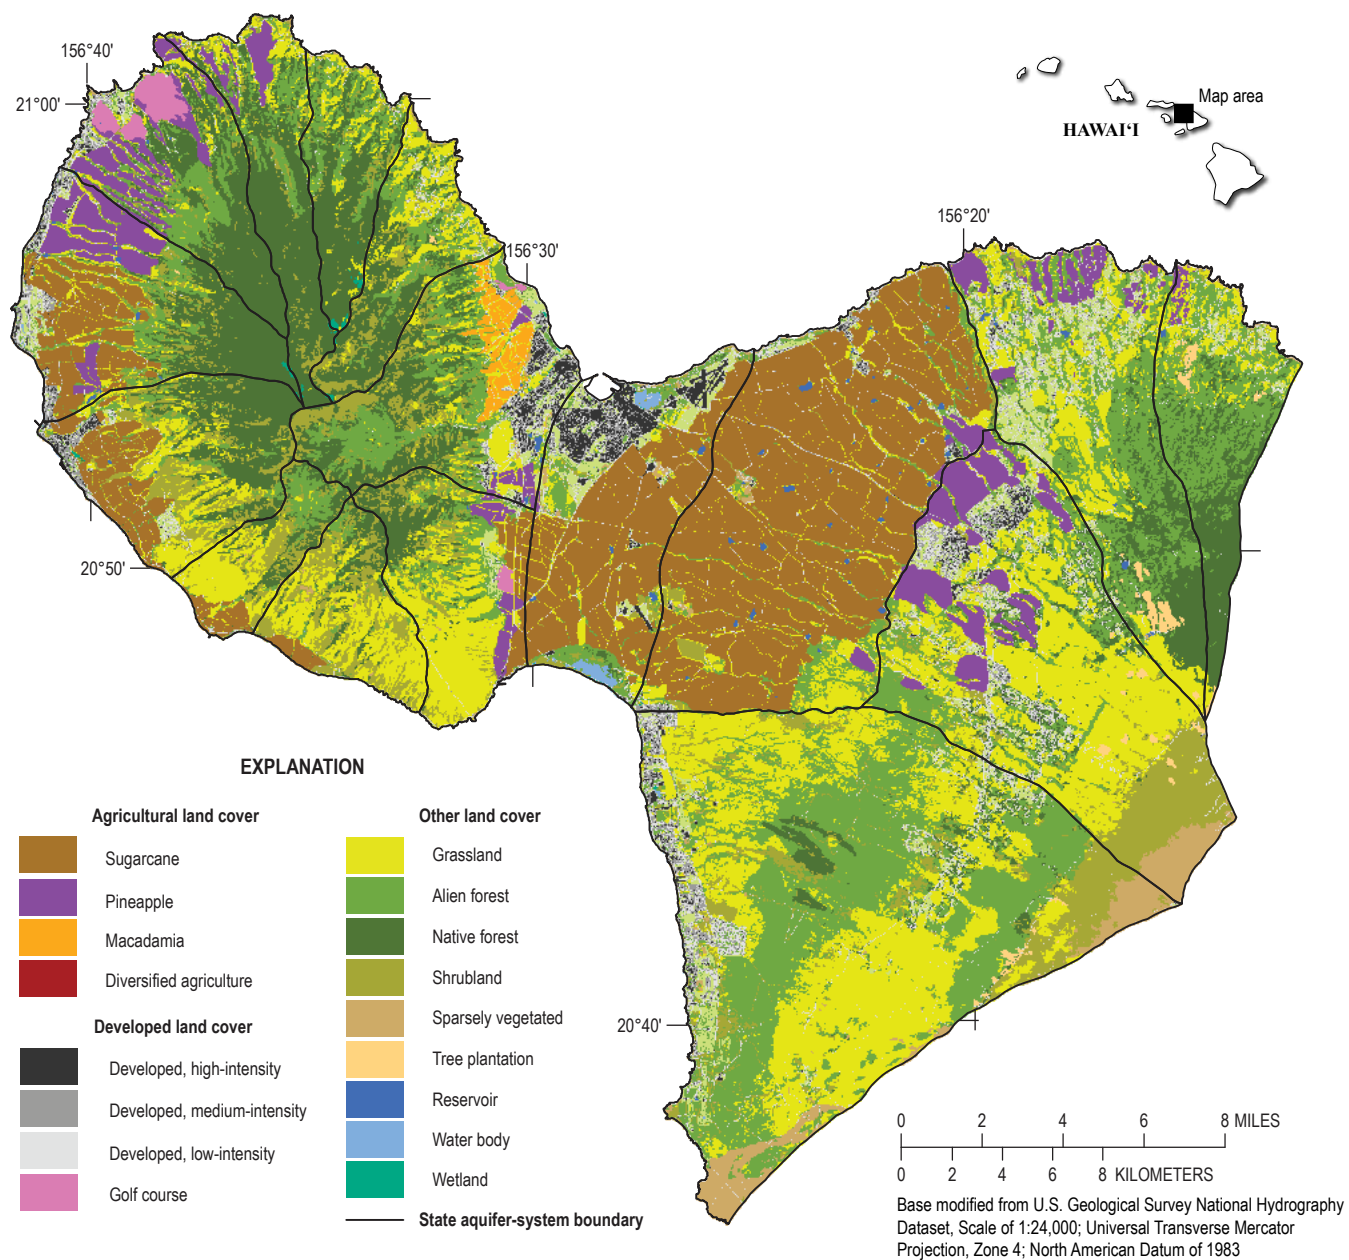 156°40'
21°00'
Map area
HAWAI‘I
156°20'
156°30'
20°50'
20°40'
EXPLANATION
Agricultural land cover
Sugarcane
Pineapple
Macadamia
Diversified agriculture
Developed land cover
Developed, high-intensity
Developed, medium-intensity
Developed, low-intensity
Golf course
Other land cover
Grassland
Alien forest
Native forest
Shrubland
Sparsely vegetated
Tree plantation
Reservoir
Water body
Wetland
State aquifer-system boundary
0 2 4 6 8 MILES
0 2 4 6 8 KILOMETERS
Base modified from U.S. Geological Survey National Hydrography
Dataset, Scale of 1:24,000; Universal Transverse Mercator
Projection, Zone 4; North American Datum of 1983